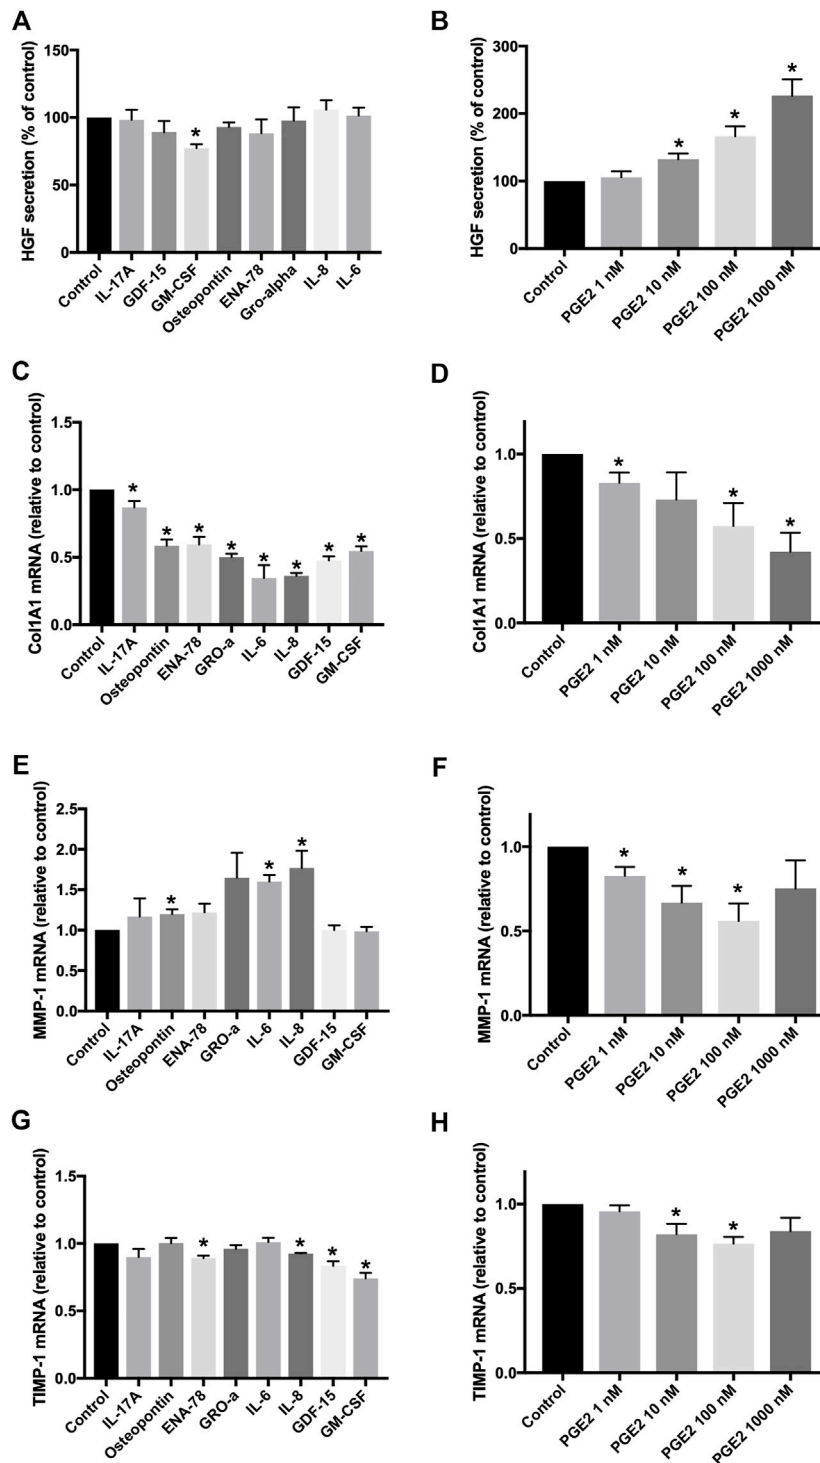 A
HGF secretion (% of control)
150
100
50
0
*
Control
IL-17A
GDF-15
GM-CSF
Osteopontin
ENA-78
Gro-alpha
IL-8
IL-6
B
HGF secretion (% of control)
300
200
100
0
*
*
*
Control
PGE2 1 nM
PGE2 10 nM
PGE2 100 nM
PGE2 1000 nM
C
Col1A1 mRNA (relative to control)
1.5
1.0
0.5
0.0
*
*
*
*
*
*
*
*
Control
IL-17A
Osteopontin
ENA-78
GRO-a
IL-6
IL-8
GDF-15
GM-CSF
D
Col1A1 mRNA (relative to control)
1.0
0.5
0.0
*
*
*
Control
PGE2 1 nM
PGE2 10 nM
PGE2 100 nM
PGE2 1000 nM
E
MMP-1 mRNA (relative to control)
2.5
2.0
1.5
1.0
0.5
0.0
*
*
*
Control
IL-17A
Osteopontin
ENA-78
GRO-a
IL-6
IL-8
GDF-15
GM-CSF
F
MMP-1 mRNA (relative to control)
1.0
0.5
0.0
*
*
*
Control
PGE2 1 nM
PGE2 10 nM
PGE2 100 nM
PGE2 1000 nM
G
TIMP-1 mRNA (relative to control)
1.5
1.0
0.5
0.0
*
*
*
*
Control
IL-17A
Osteopontin
ENA-78
GRO-a
IL-6
IL-8
GDF-15
GM-CSF
H
TIMP-1 mRNA (relative to control)
1.0
0.5
0.0
*
*
Control
PGE2 1 nM
PGE2 10 nM
PGE2 100 nM
PGE2 1000 nM